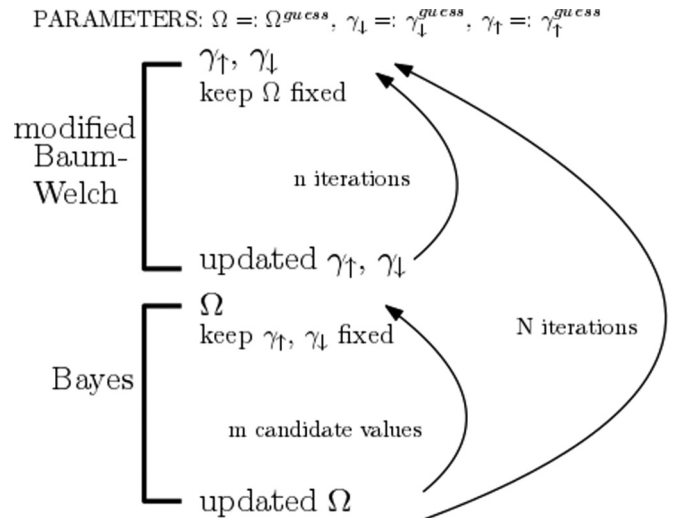 PARAMETERS: Ω =: Ω^guess, γ↓ =: γ↓^guess, γ↑ =: γ↑^guess
γ↑, γ↓
keep Ω fixed
modified
Baum-
Welch
n iterations
updated γ↑, γ↓
Ω
keep γ↑, γ↓ fixed
N iterations
Bayes
m candidate values
updated Ω